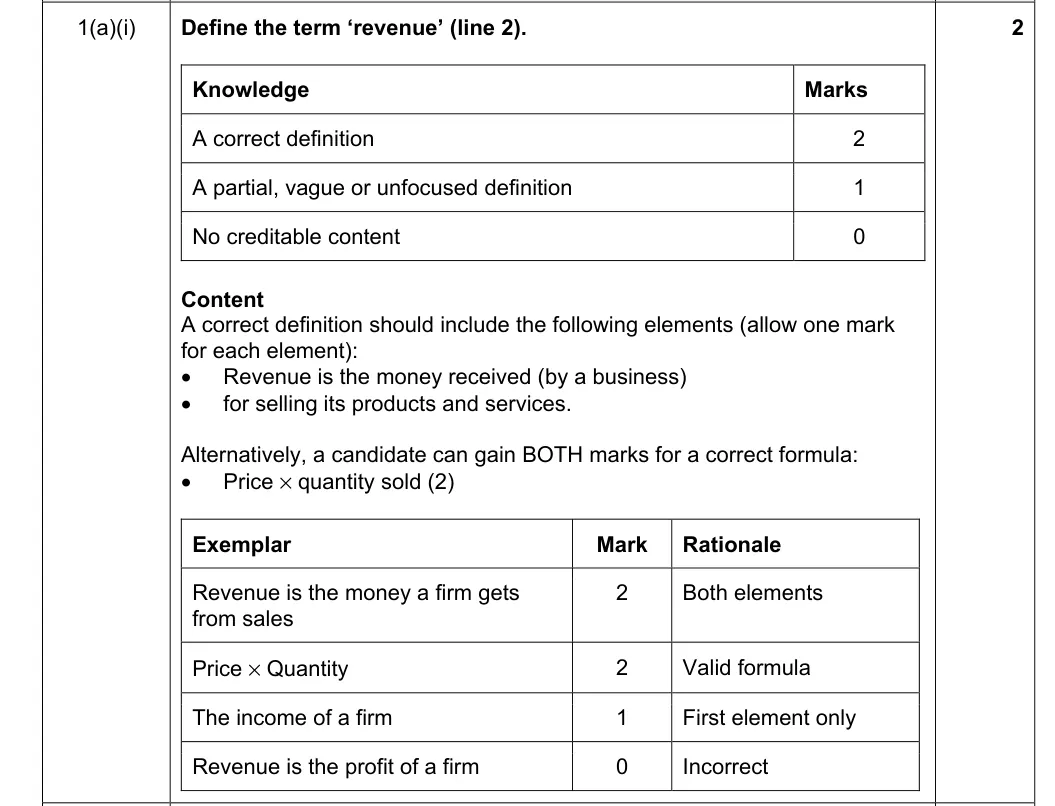 1(a)(i) Define the term ‘revenue’ (line 2). 2
Knowledge Marks
A correct definition 2
A partial, vague or unfocused definition 1
No creditable content 0
Content
A correct definition should include the following elements (allow one mark
for each element):
• Revenue is the money received (by a business)
• for selling its products and services.
Alternatively, a candidate can gain BOTH marks for a correct formula:
• Price × quantity sold (2)
Exemplar Mark Rationale
Revenue is the money a firm gets 2 Both elements
from sales
Price × Quantity 2 Valid formula
The income of a firm 1 First element only
Revenue is the profit of a firm 0 Incorrect